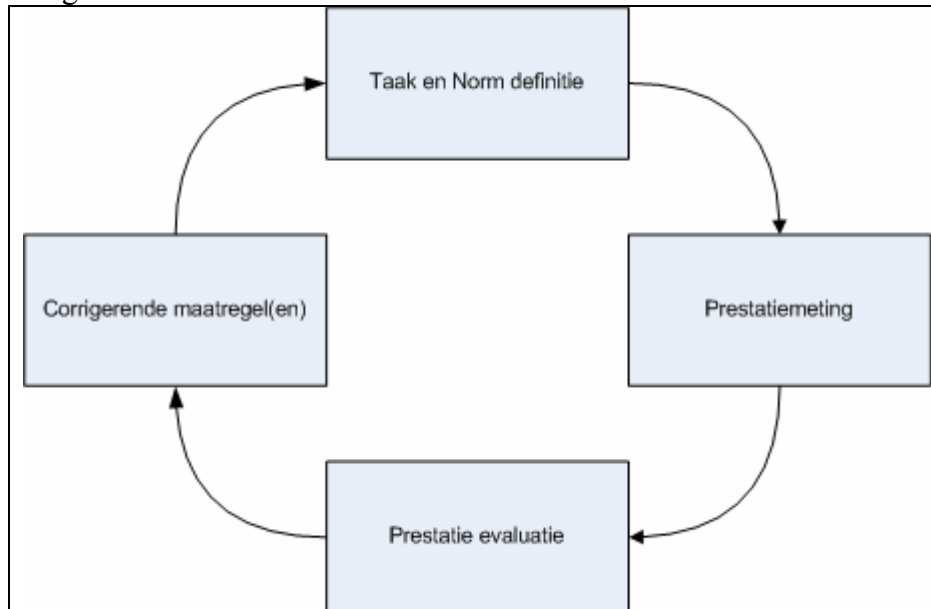 Taak en Norm definitie
Corrigerende maatregel(en)
Prestatiemeting
Prestatie evaluatie